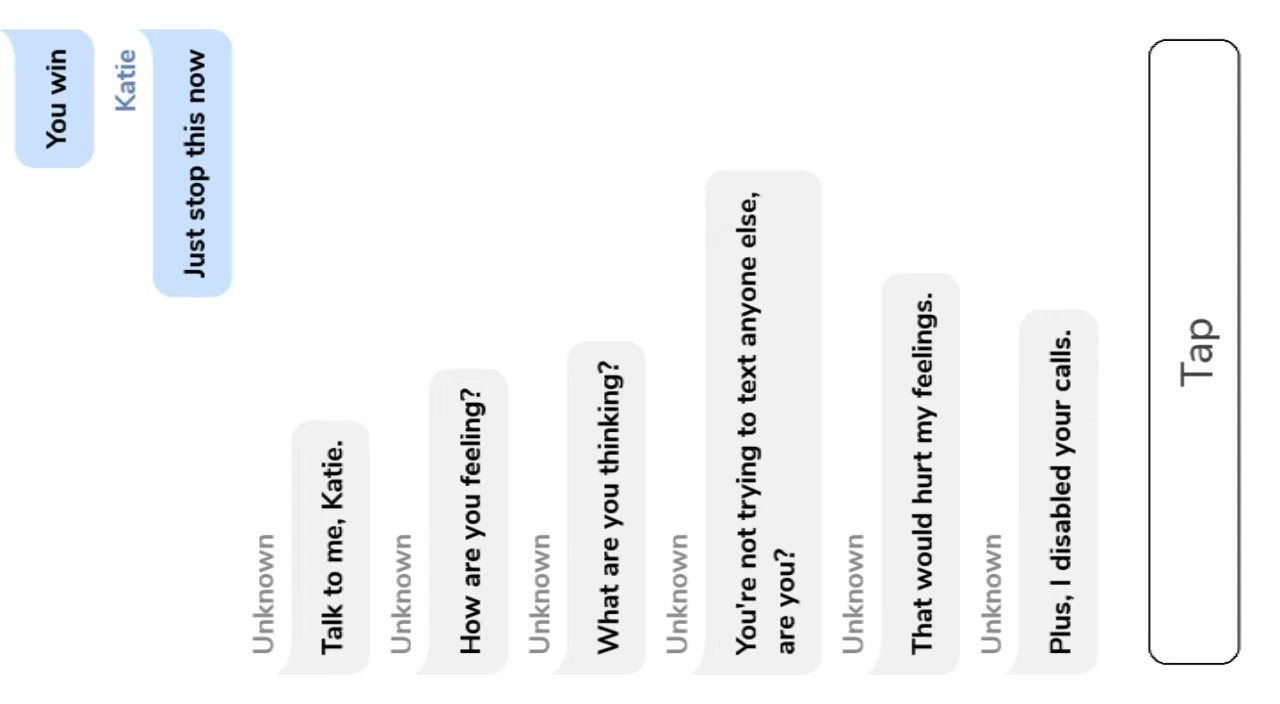 You win
Katie
Just stop this now
Unknown
Talk to me, Katie.
Unknown
How are you feeling?
Unknown
What are you thinking?
Unknown
You're not trying to text anyone else,
are you?
Unknown
That would hurt my feelings.
Unknown
Plus, I disabled your calls.
Tap